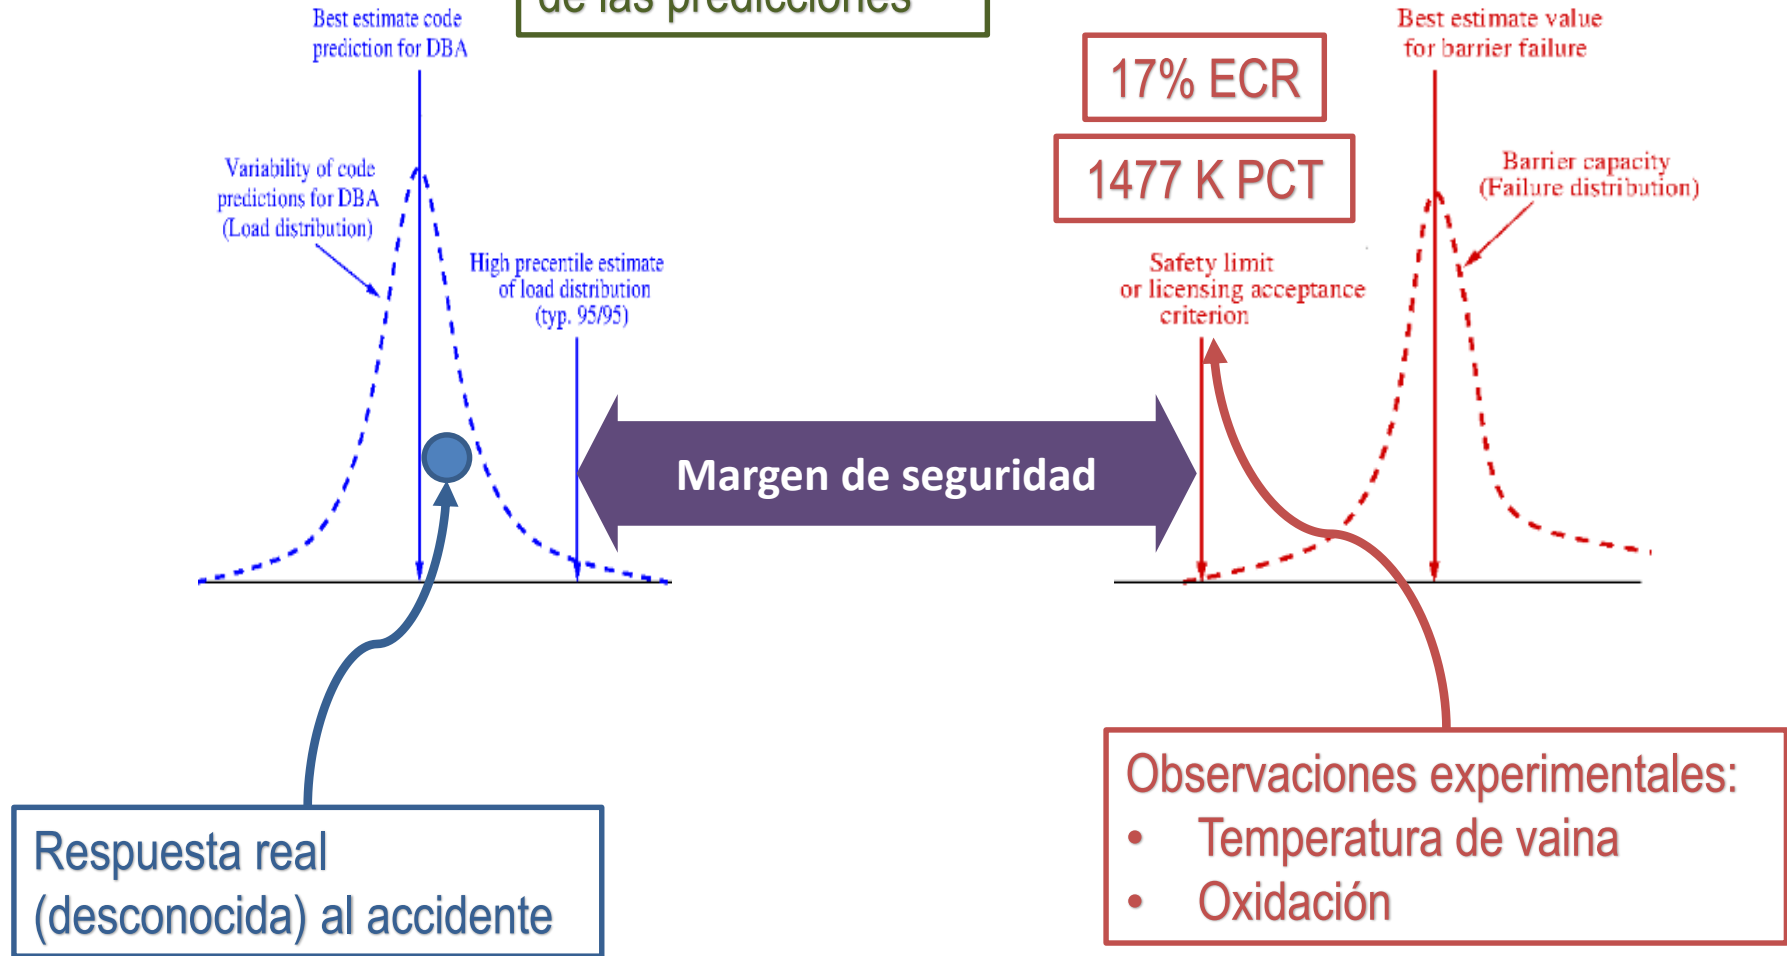 de las predicciones
Best estimate code
prediction for DBA
Variability of code
predictions for DBA
(Load distribution)
High precentile estimate
of load distribution
(typ. 95/95)
17% ECR
1477 K PCT
Best estimate value
for barrier failure
Barrier capacity
(Failure distribution)
Safety limit
or licensing acceptance
criterion
Margen de seguridad
Respuesta real
(desconocida) al accidente
Observaciones experimentales:
• Temperatura de vaina
• Oxidación